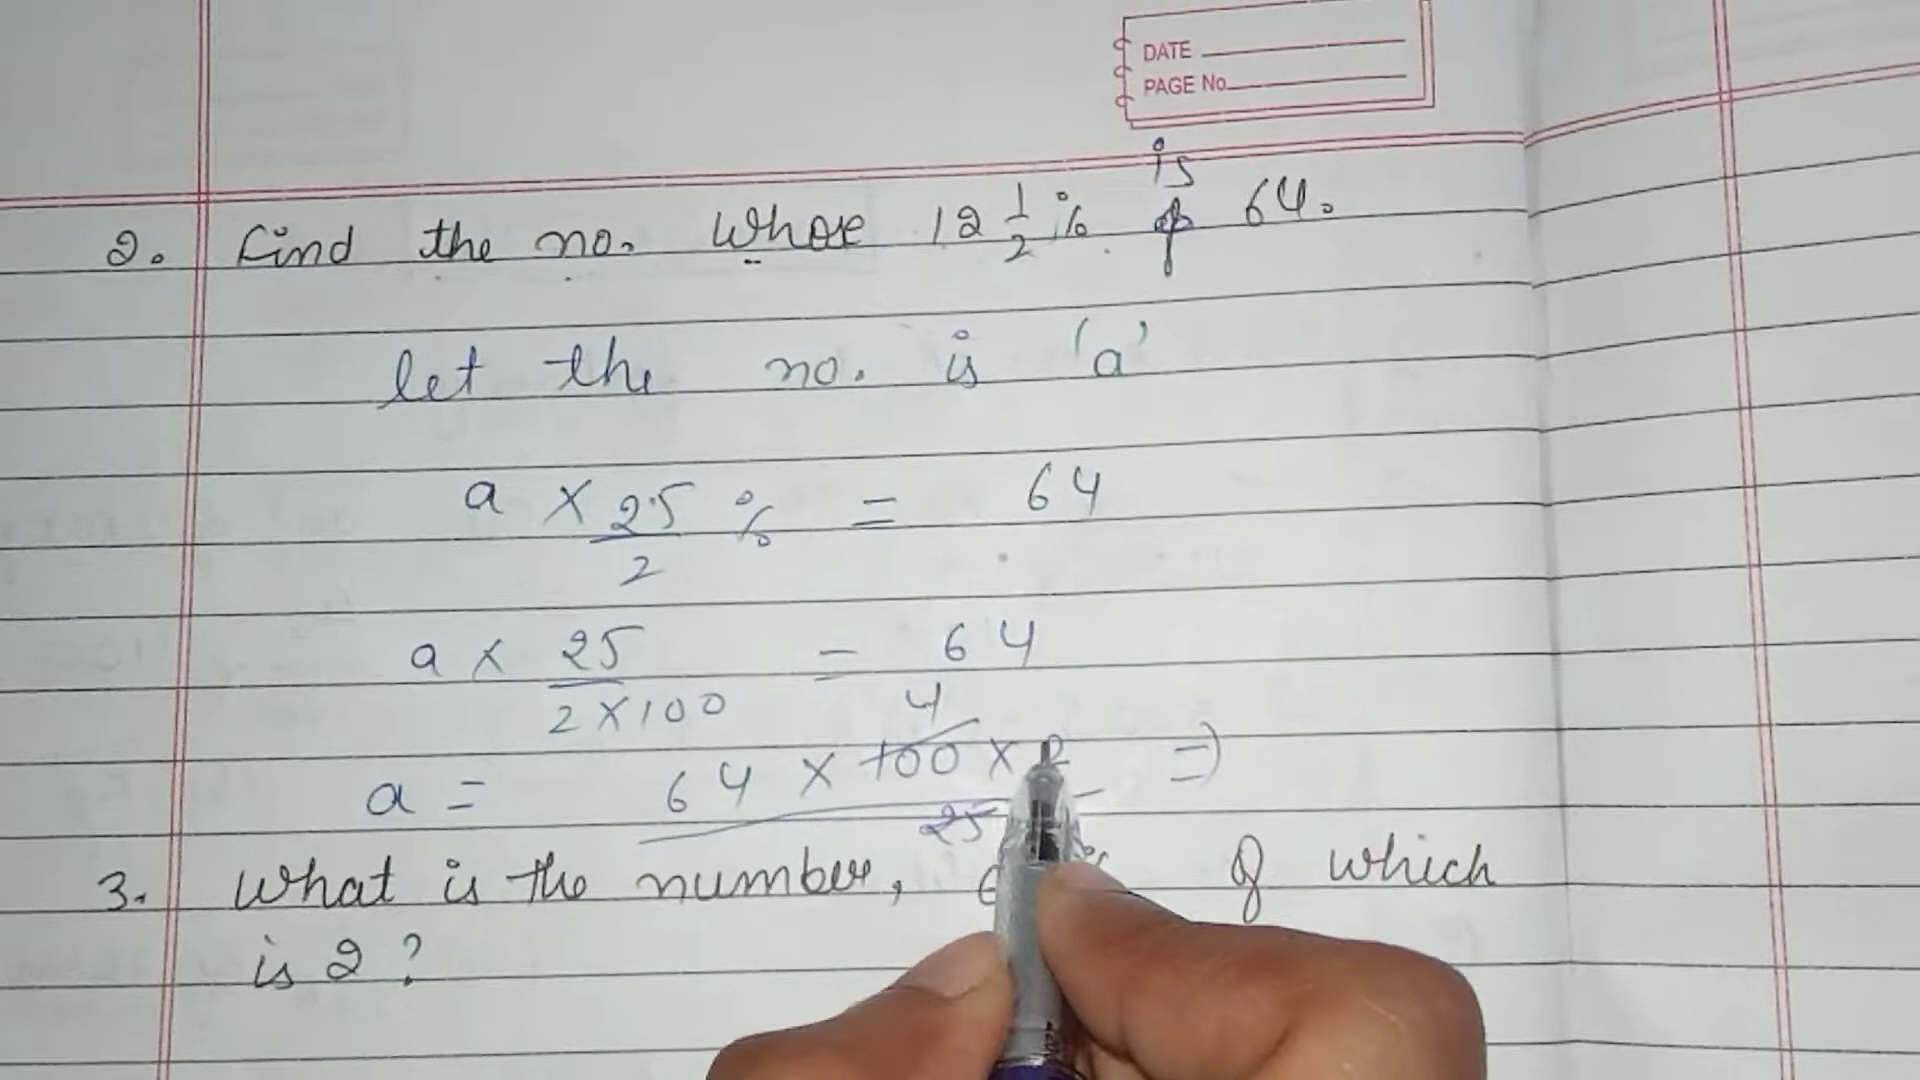 DATE
PAGE No.
2. Find the no. whose 12 1/2 % is of 64.
let the no. is 'a'
a × 25/2 % = 64
a × 25/(2×100) = 64
4
a = 64 × 100 × 2 / 25 =)
3. What is the number, % of which
is 2 ?